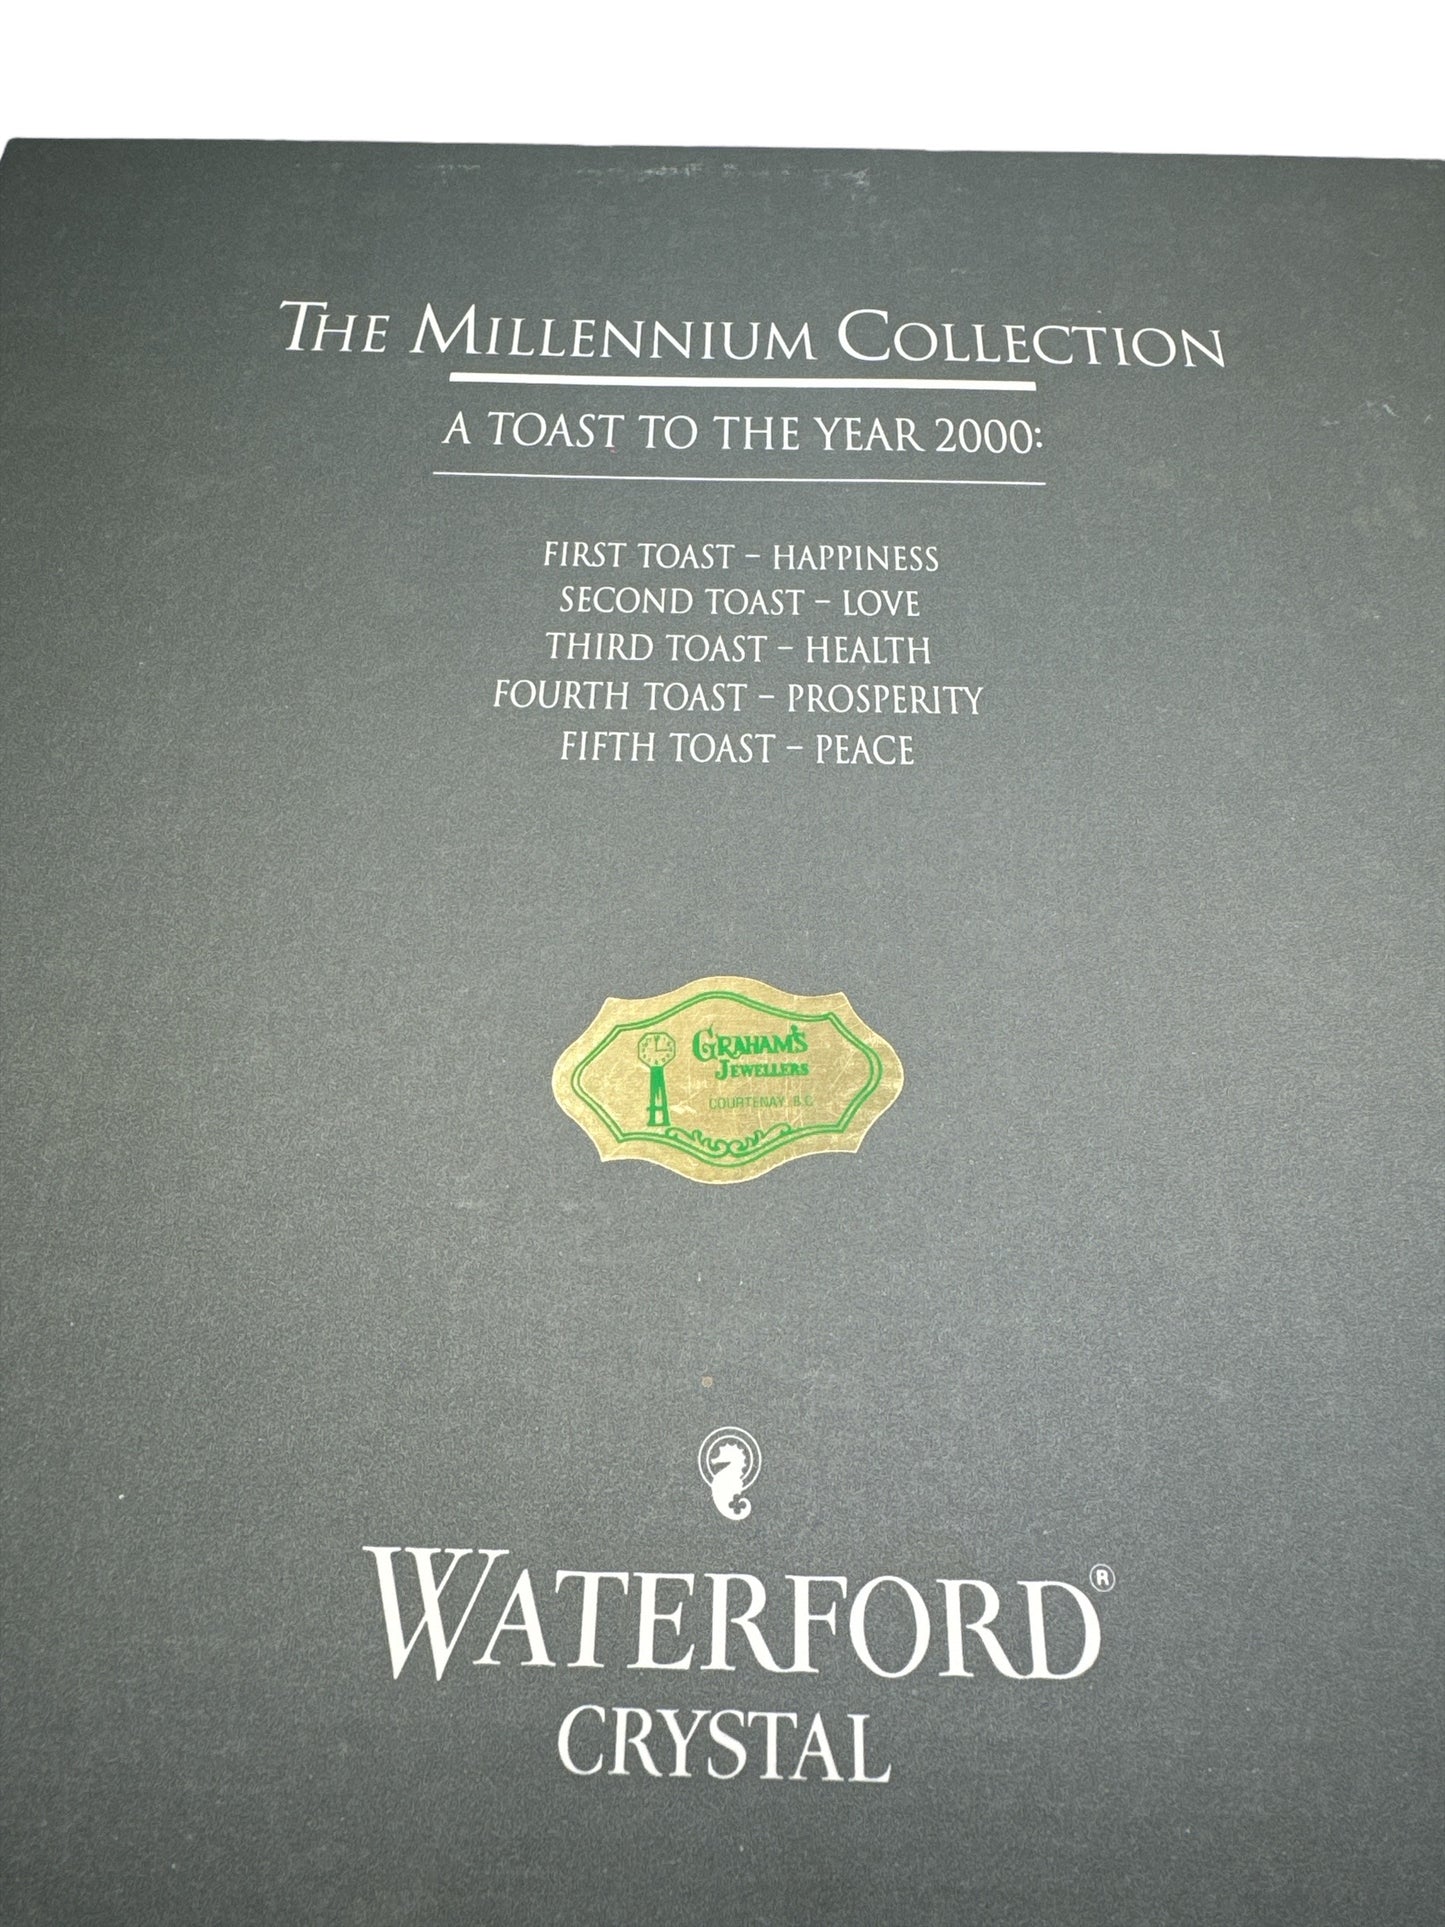 THE MILLENNIUM COLLECTION
A TOAST TO THE YEAR 2000:
FIRST TOAST – HAPPINESS
SECOND TOAST – LOVE
THIRD TOAST – HEALTH
FOURTH TOAST – PROSPERITY
FIFTH TOAST – PEACE
GRAHAM'S
JEWELLERS
COURTENAY, B.C.
WATERFORD®
CRYSTAL